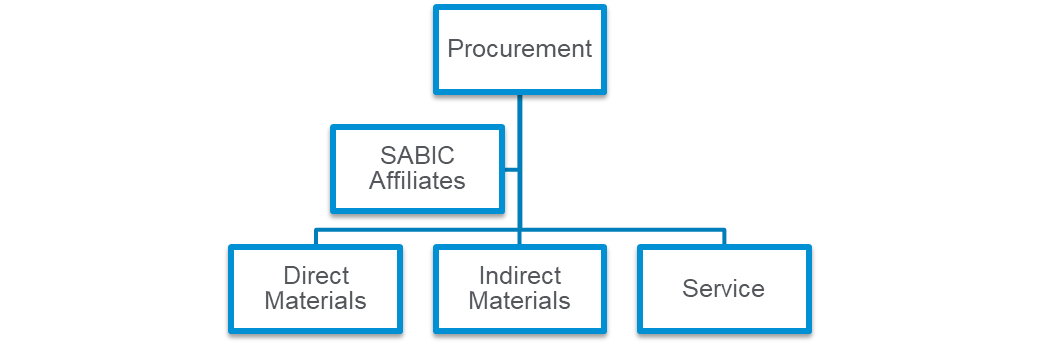 Procurement
SABIC
Affiliates
Direct
Materials
Indirect
Materials
Service